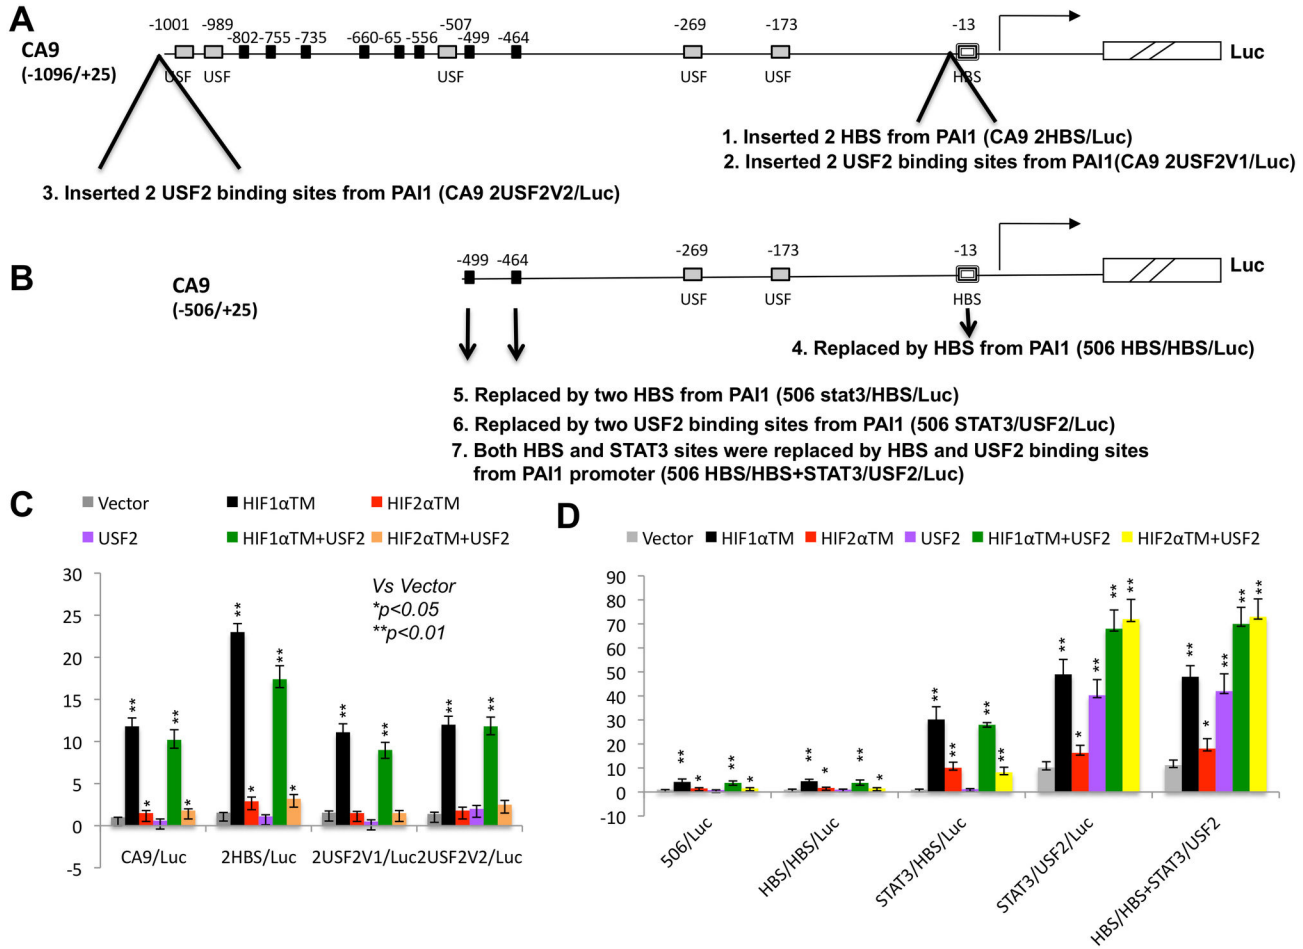 A
-1001 -989 -507 -269 -173 -13
-802 -755 -735 -660 -65 -556 -499 -464
CA9
(-1096/+25)
Luc
USF USF USF USF USF HBS
1. Inserted 2 HBS from PAI1 (CA9 2HBS/Luc)
2. Inserted 2 USF2 binding sites from PAI1(CA9 2USF2V1/Luc)
3. Inserted 2 USF2 binding sites from PAI1 (CA9 2USF2V2/Luc)
B
-499 -464 -269 -173 -13
CA9
(-506/+25)
Luc
USF USF HBS
4. Replaced by HBS from PAI1 (506 HBS/HBS/Luc)
5. Replaced by two HBS from PAI1 (506 stat3/HBS/Luc)
6. Replaced by two USF2 binding sites from PAI1 (506 STAT3/USF2/Luc)
7. Both HBS and STAT3 sites were replaced by HBS and USF2 binding sites
from PAI1 promoter (506 HBS/HBS+STAT3/USF2/Luc)
C
Vector HIF1αTM HIF2αTM
USF2 HIF1αTM+USF2 HIF2αTM+USF2
Vs Vector
*p<0.05
**p<0.01
30
25
20
15
10
5
0
-5
** * ** *
** * ** *
** **
** **
CA9/Luc 2HBS/Luc 2USF2V1/Luc 2USF2V2/Luc
D
Vector HIF1αTM HIF2αTM USF2 HIF1αTM+USF2 HIF2αTM+USF2
90
80
70
60
50
40
30
20
10
0
-10
** * ** *
** * ** *
** ** ** **
** * ** ** **
** * ** ** **
506/Luc
HBS/HBS/Luc
STAT3/HBS/Luc
STAT3/USF2/Luc
HBS/HBS+STAT3/USF2